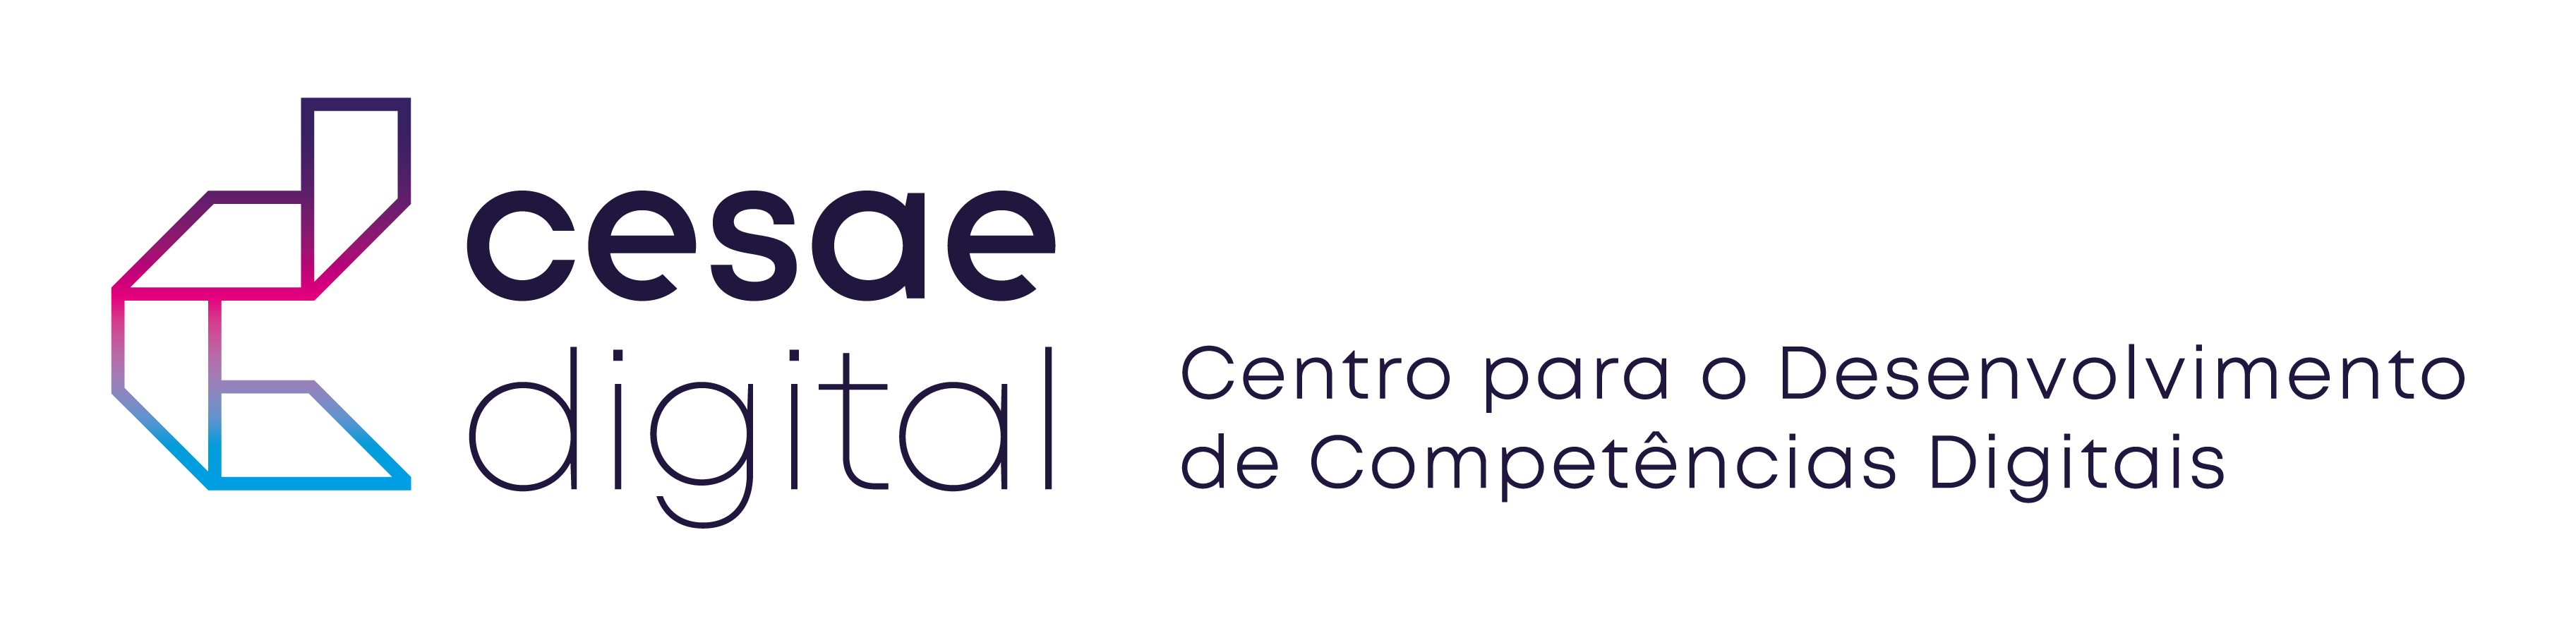 cesae
digital
Centro para o Desenvolvimento
de Competências Digitais